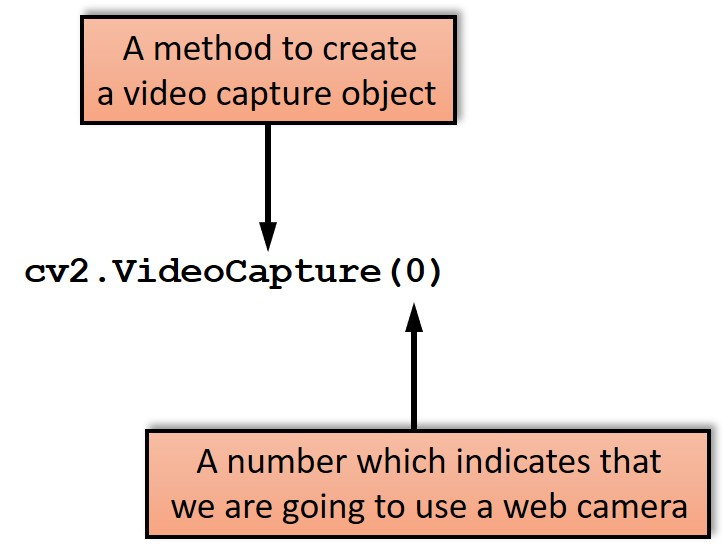 A method to create
a video capture object
cv2.VideoCapture(0)
A number which indicates that
we are going to use a web camera